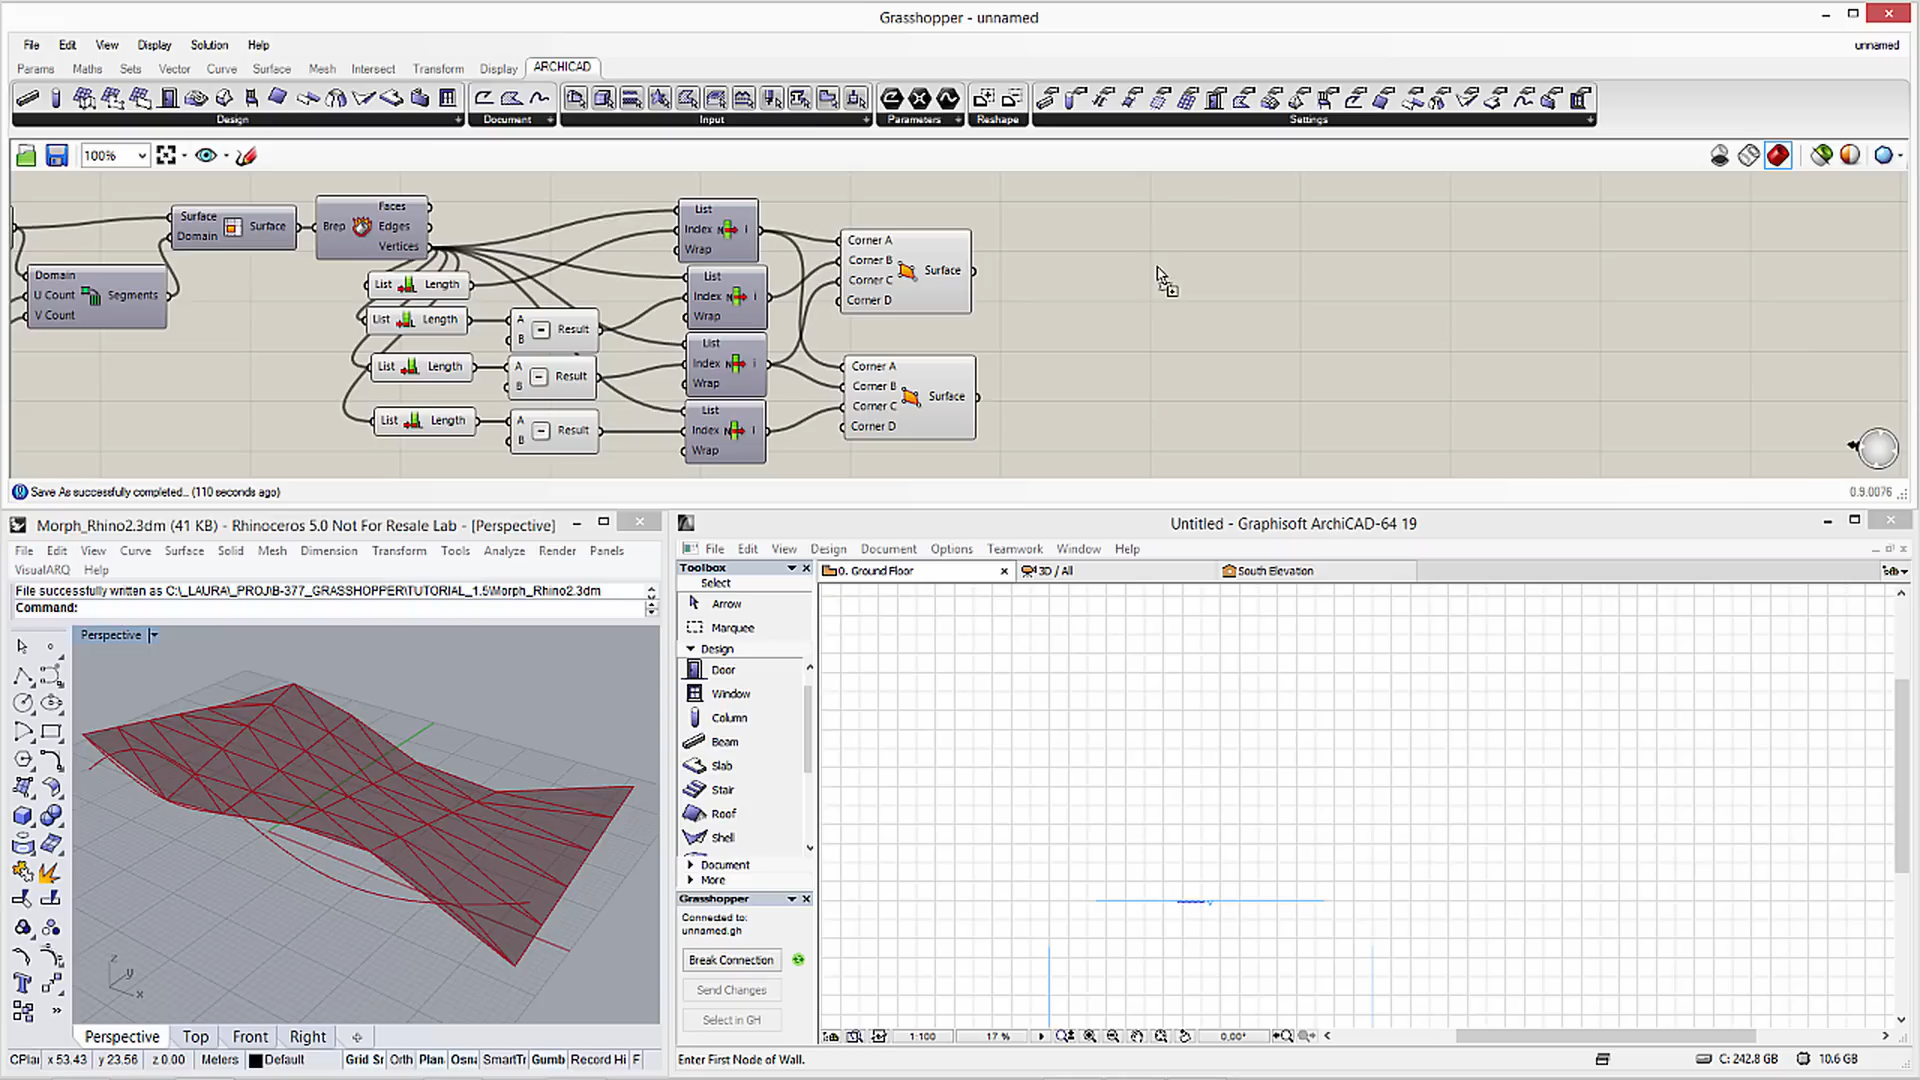 Grasshopper - unnamed
File Edit View Display Solution Help
unnamed
Params Maths Sets Vector Curve Surface Mesh Intersect Transform Display ARCHICAD
Design Document Input Parameters Reshape Settings
100%
Surface
Domain
Surface
Domain
U Count
V Count
Segments
Brep
Faces
Edges
Vertices
List Length
List Length
List Length
List Length
A
B
Result
A
B
Result
A
B
Result
List
Index
Wrap
i
List
Index
Wrap
i
List
Index
Wrap
i
List
Index
Wrap
i
Corner A
Corner B
Corner C
Corner D
Surface
Corner A
Corner B
Corner C
Corner D
Surface
Save As successfully completed... (110 seconds ago)
0.9.0076
Morph_Rhino2.3dm (41 KB) - Rhinoceros 5.0 Not For Resale Lab - [Perspective]
File Edit View Curve Surface Solid Mesh Dimension Transform Tools Analyze Render Panels
VisualARQ Help
File successfully written as C:\_LAURA\_PROJ\B-377_GRASSHOPPER\TUTORIAL_1.5\Morph_Rhino2.3dm
Command:
Perspective
z
y
x
Perspective Top Front Right
CPlai x 53.43 y 23.56 z 0.00 Meters Default Grid Sr Orth Plan. Osnа SmartTr Gumb Record Hi F
Untitled - Graphisoft ArchiCAD-64 19
File Edit View Design Document Options Teamwork Window Help
Toolbox
Select
Arrow
Marquee
Design
Door
Window
Column
Beam
Slab
Stair
Roof
Shell
Document
More
Grasshopper
Connected to:
unnamed.gh
Break Connection
Send Changes
Select in GH
0. Ground Floor
3D / All
South Elevation
1:100 17 % 0,00°
Enter First Node of Wall.
C: 242.8 GB 10.6 GB